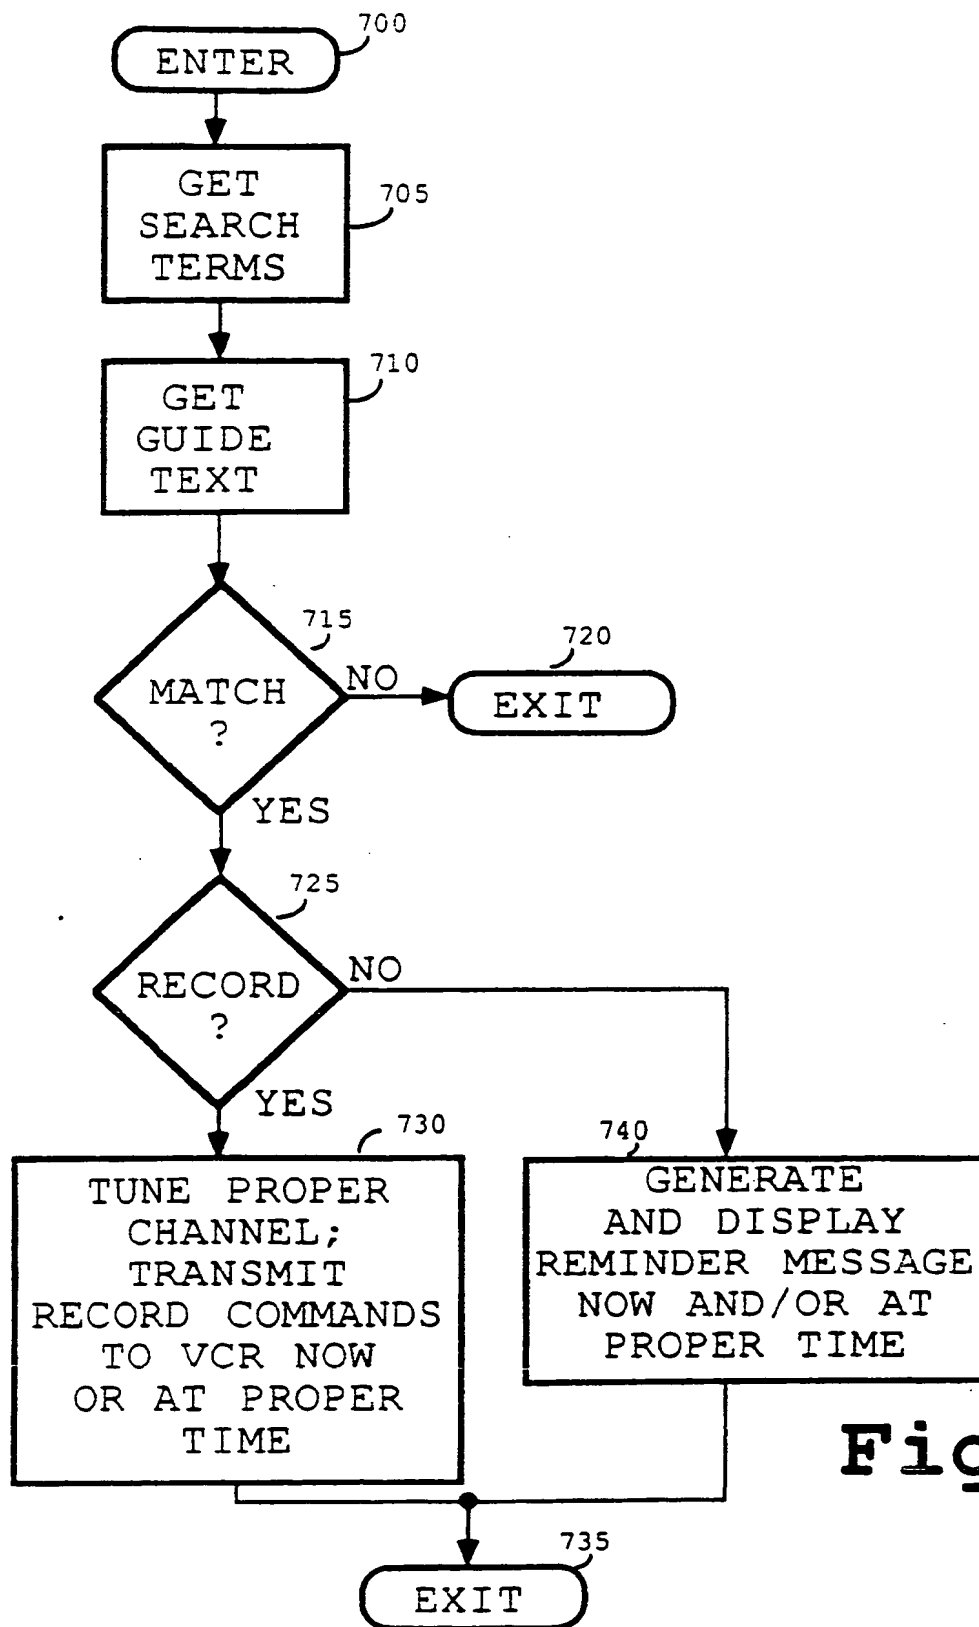 700
ENTER
GET
SEARCH
TERMS
705
GET
GUIDE
TEXT
710
MATCH
?
715
NO
720
EXIT
YES
725
RECORD
?
NO
YES
730
TUNE PROPER
CHANNEL;
TRANSMIT
RECORD COMMANDS
TO VCR NOW
OR AT PROPER
TIME
740
GENERATE
AND DISPLAY
REMINDER MESSAGE
NOW AND/OR AT
PROPER TIME
Fig
735
EXIT